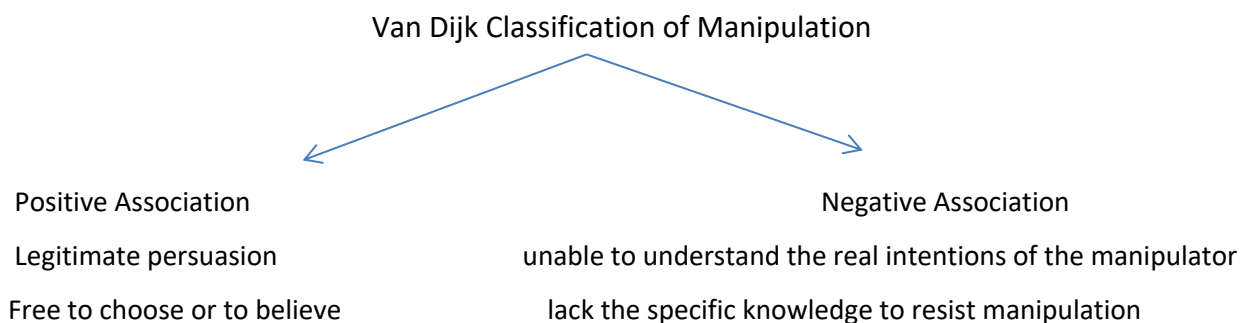 Van Dijk Classification of Manipulation
Positive Association
Negative Association
Legitimate persuasion
unable to understand the real intentions of the manipulator
Free to choose or to believe
lack the specific knowledge to resist manipulation